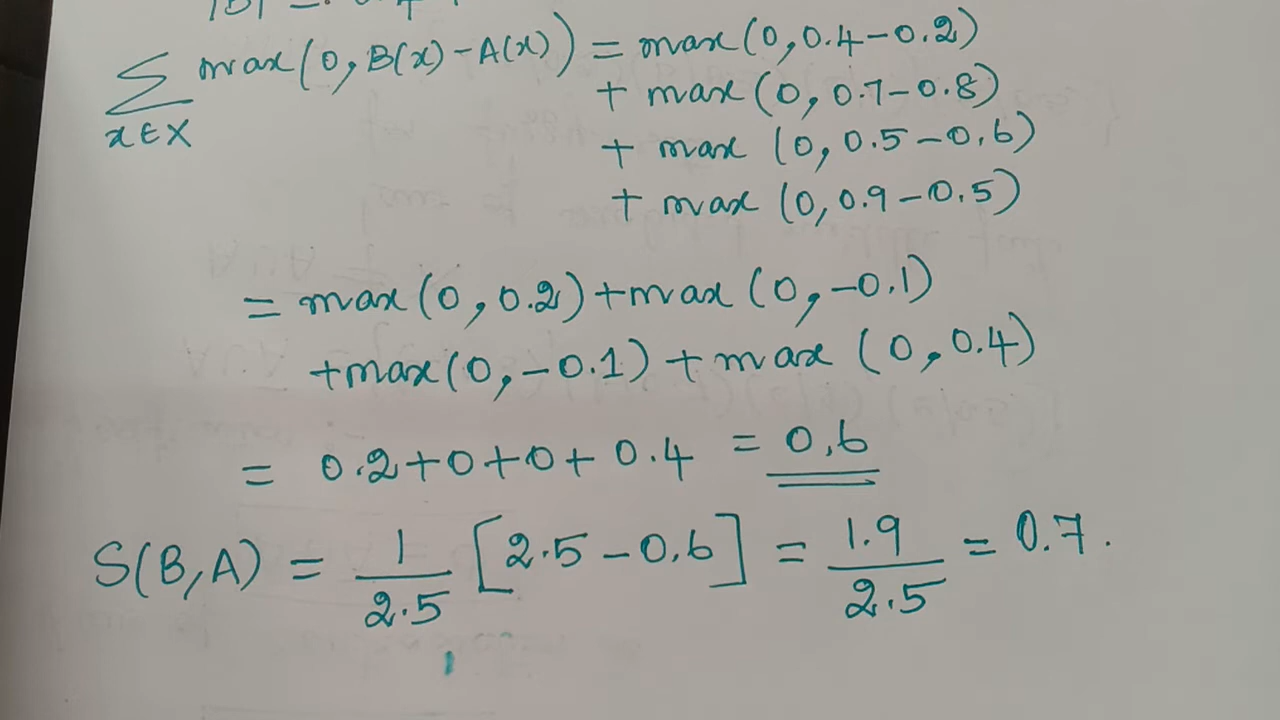 ∑ max(0, B(x) - A(x)) = max(0, 0.4-0.2)
x∈X
+ max(0, 0.7-0.8)
+ max (0, 0.5-0.6)
+ max (0, 0.9-0.5)
= max(0, 0.2) + max (0, -0.1)
+max(0, -0.1) + max (0, 0.4)
= 0.2+0+0+ 0.4 = 0.6
S(B,A) = 1/2.5 [2.5-0.6] = 1.9/2.5 = 0.7.